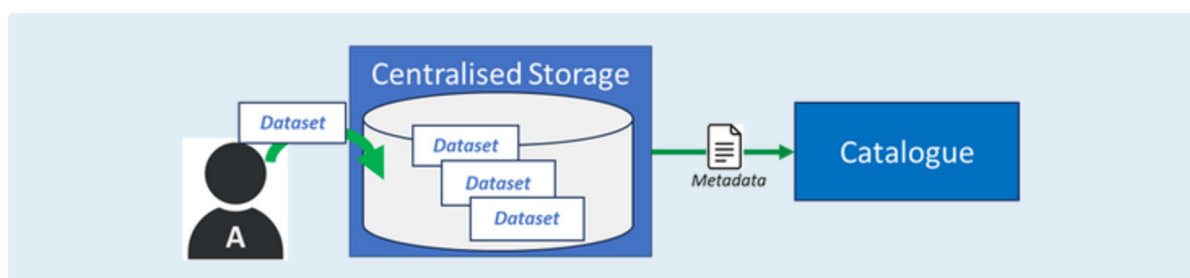 Centralised Storage
Dataset
Dataset
Dataset
Dataset
A
Metadata
Catalogue